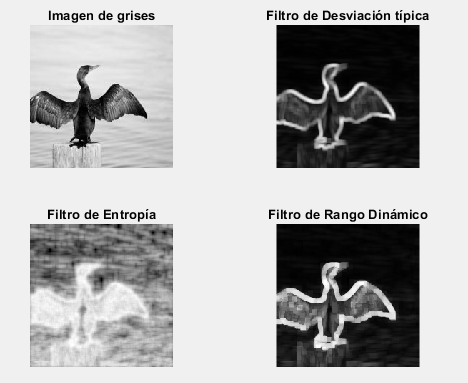 Imagen de grises
Filtro de Desviación típica
Filtro de Entropía
Filtro de Rango Dinámico